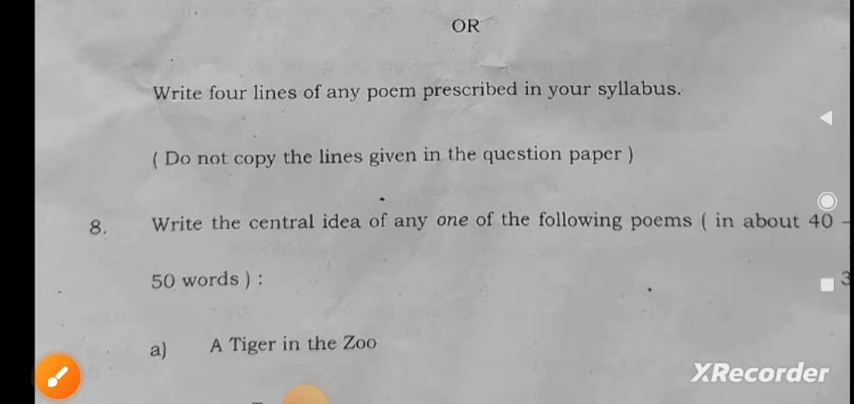 OR
Write four lines of any poem prescribed in your syllabus.
( Do not copy the lines given in the question paper )
8. Write the central idea of any one of the following poems ( in about 40 –
50 words ) : 3
a) A Tiger in the Zoo
XRecorder